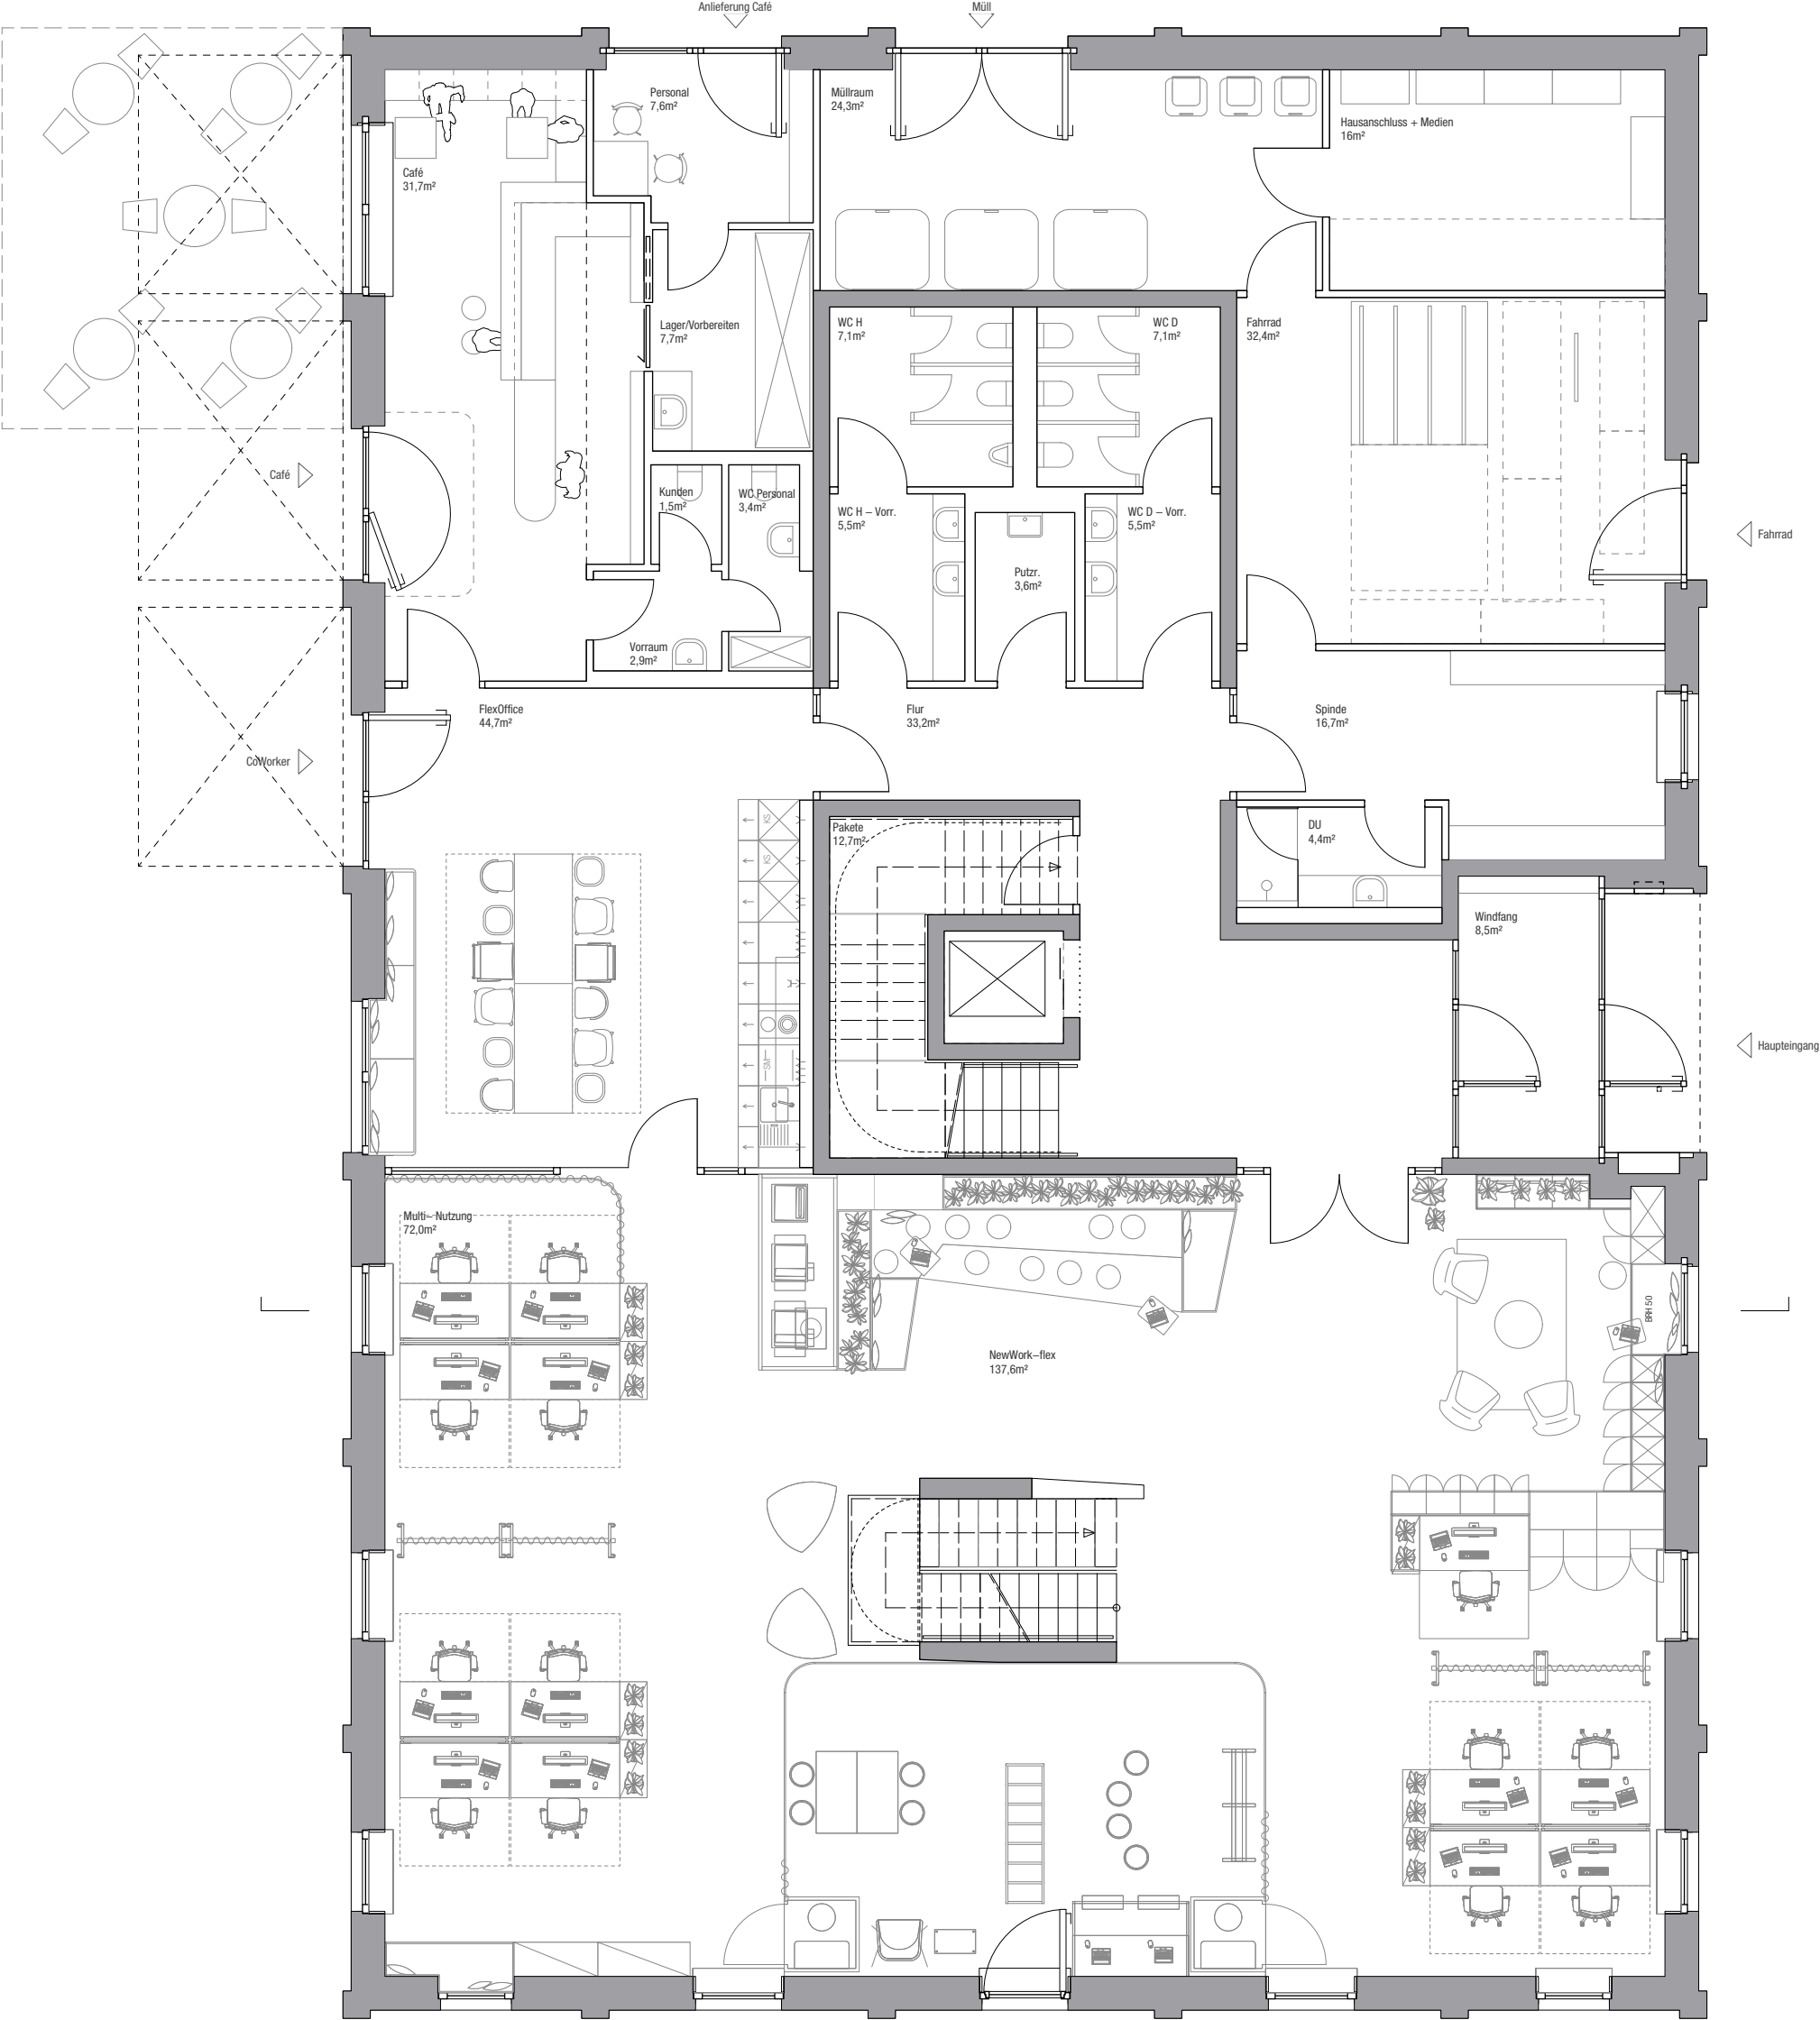 Anlieferung Café
Müll
Personal
7,6m²
Müllraum
24,3m²
Hausanschluss + Medien
16m²
Café
31,7m²
Lager/Vorbereiten
7,7m²
WC H
7,1m²
WC D
7,1m²
Fahrrad
32,4m²
Café
Kunden
1,5m²
WC Personal
3,4m²
WC H – Vorr.
5,5m²
WC D – Vorr.
5,5m²
Fahrrad
Putzr.
3,6m²
Vorraum
2,9m²
FlexOffice
44,7m²
Flur
33,2m²
Spinde
16,7m²
CoWorker
KS
KS
Pakete
12,7m²
DU
4,4m²
Windfang
8,5m²
Haupteingang
SM
Multi– Nutzung
72,0m²
BRH 50
NewWork–flex
137,6m²